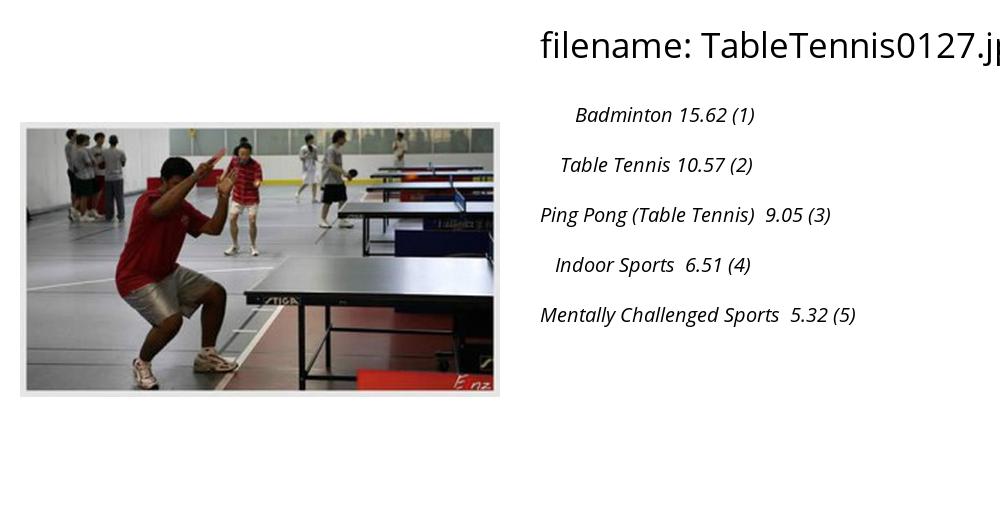 filename: TableTennis0127.jp
Badminton 15.62 (1)
Table Tennis 10.57 (2)
Ping Pong (Table Tennis) 9.05 (3)
Indoor Sports 6.51 (4)
Mentally Challenged Sports 5.32 (5)
STIGA